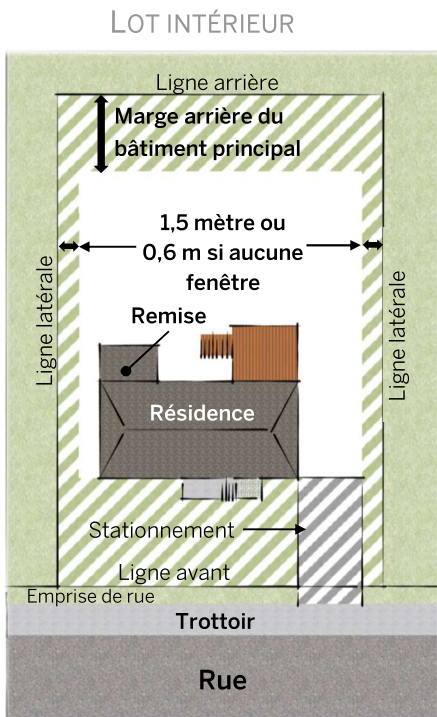 LOT INTÉRIEUR
Ligne arrière
Marge arrière du
bâtiment principal
1,5 mètre ou
0,6 m si aucune
fenêtre
Ligne latérale
Ligne latérale
Remise
Résidence
Stationnement
Ligne avant
Emprise de rue
Trottoir
Rue